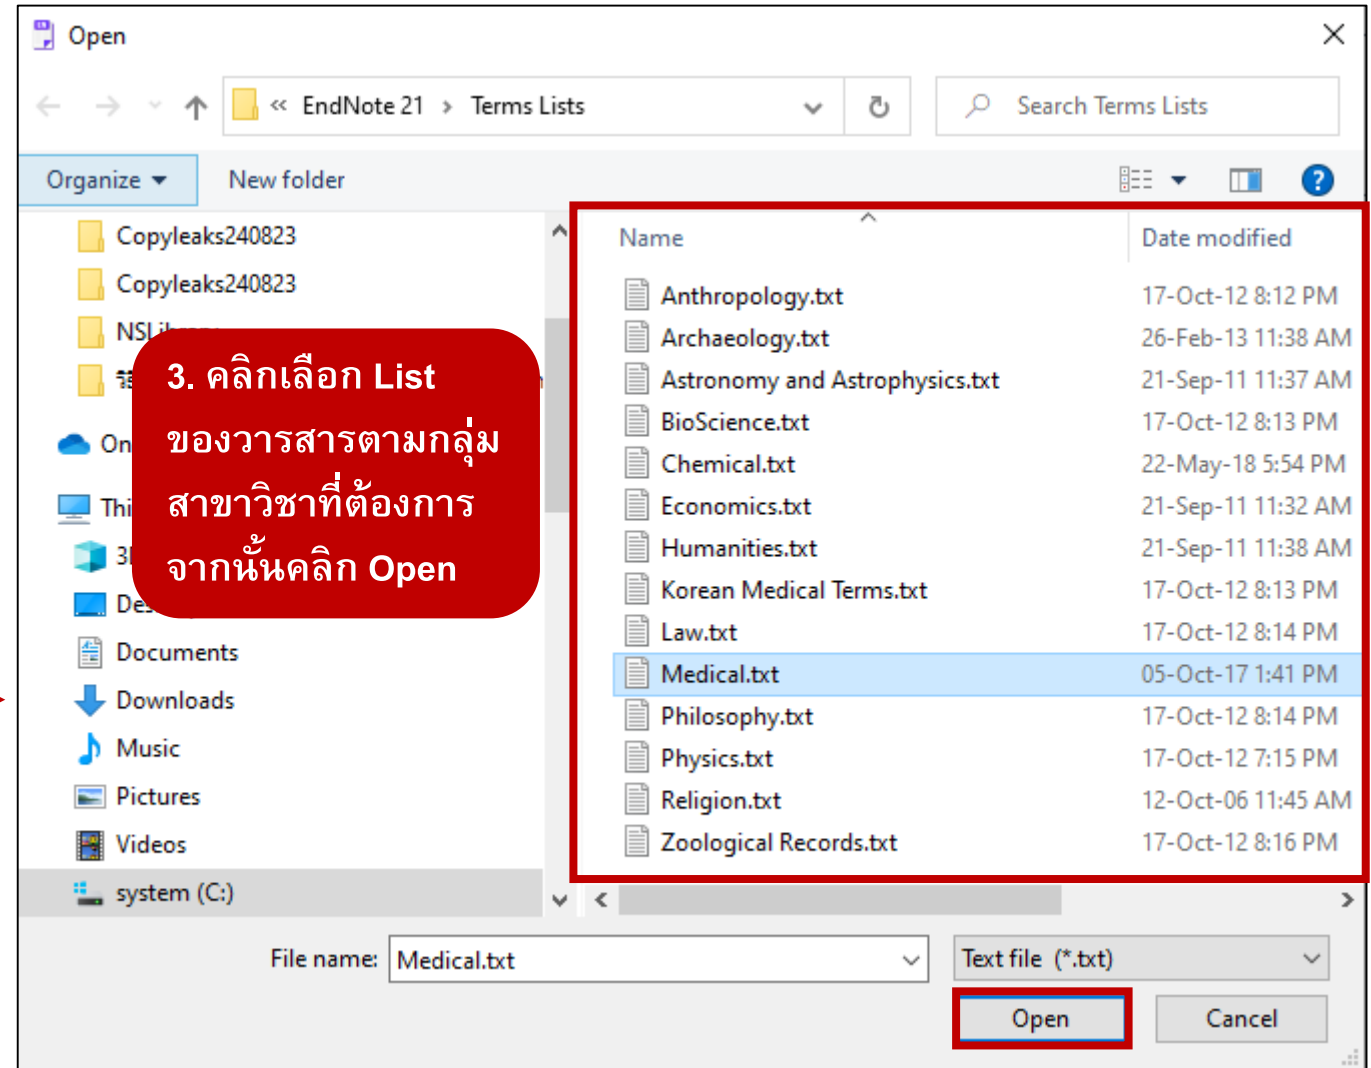 Open
« EndNote 21 › Terms Lists
Search Terms Lists
Organize
New folder
Copyleaks240823
Copyleaks240823
3. คลิกเลือก List
ของวารสารตามกลุ่ม
สาขาวิชาที่ต้องการ
จากนั้นคลิก Open
Documents
Downloads
Music
Pictures
Videos
system (C:)
Name Date modified
Anthropology.txt 17-Oct-12 8:12 PM
Archaeology.txt 26-Feb-13 11:38 AM
Astronomy and Astrophysics.txt 21-Sep-11 11:37 AM
BioScience.txt 17-Oct-12 8:13 PM
Chemical.txt 22-May-18 5:54 PM
Economics.txt 21-Sep-11 11:32 AM
Humanities.txt 21-Sep-11 11:38 AM
Korean Medical Terms.txt 17-Oct-12 8:13 PM
Law.txt 17-Oct-12 8:14 PM
Medical.txt 05-Oct-17 1:41 PM
Philosophy.txt 17-Oct-12 8:14 PM
Physics.txt 17-Oct-12 7:15 PM
Religion.txt 12-Oct-06 11:45 AM
Zoological Records.txt 17-Oct-12 8:16 PM
File name: Medical.txt
Text file (*.txt)
Open
Cancel